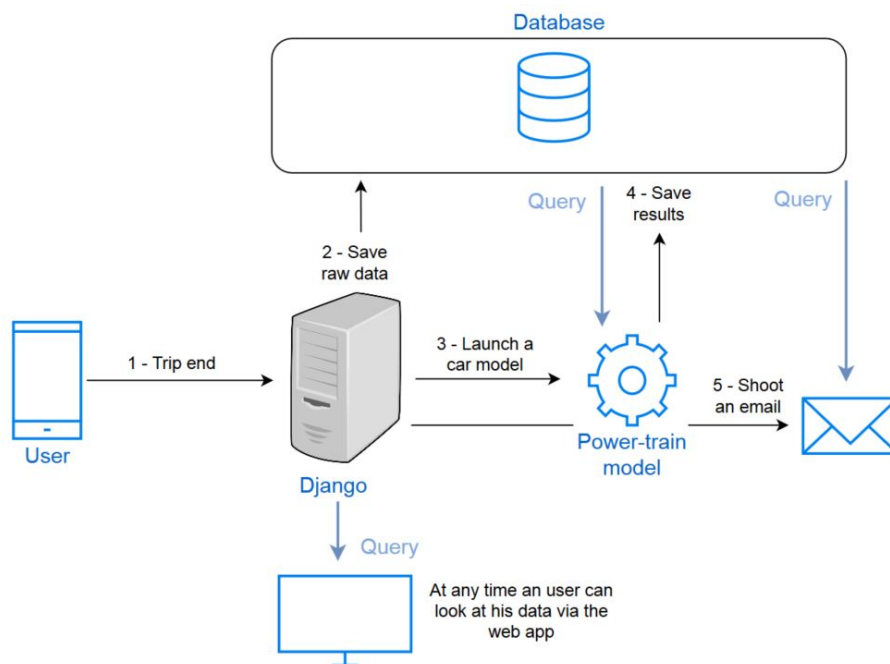 Database
Query
4 - Save
results
Query
2 - Save
raw data
1 - Trip end
3 - Launch a
car model
5 - Shoot
an email
User
Django
Power-train
model
Query
At any time an user can
look at his data via the
web app